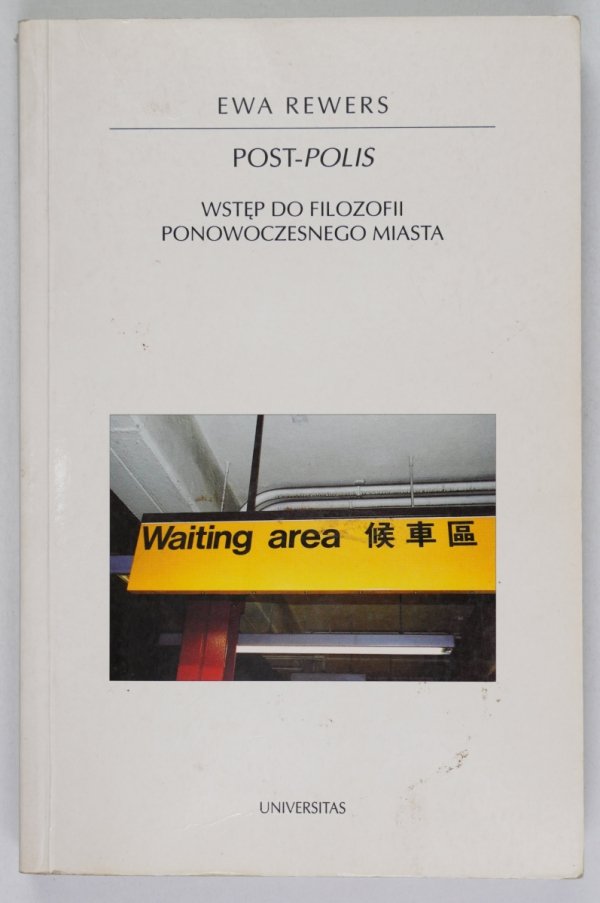 EWA REWERS
POST-POLIS
WSTĘP DO FILOZOFII
PONOWOCZESNEGO MIASTA
Waiting area 候車區
UNIVERSITAS